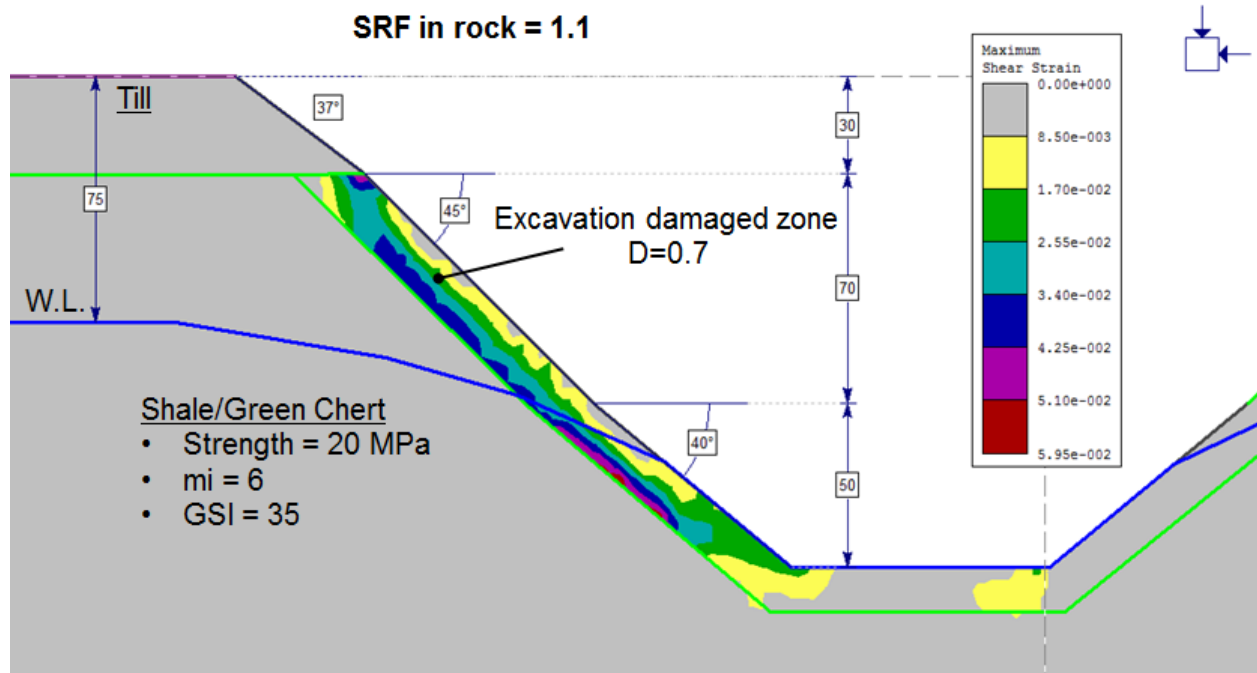 SRF in rock = 1.1
Till
37°
30
75
45°
Excavation damaged zone
D=0.7
70
W.L.
Shale/Green Chert
• Strength = 20 MPa
• mi = 6
• GSI = 35
40°
50
Maximum
Shear Strain
0.00e+000
8.50e-003
1.70e-002
2.55e-002
3.40e-002
4.25e-002
5.10e-002
5.95e-002